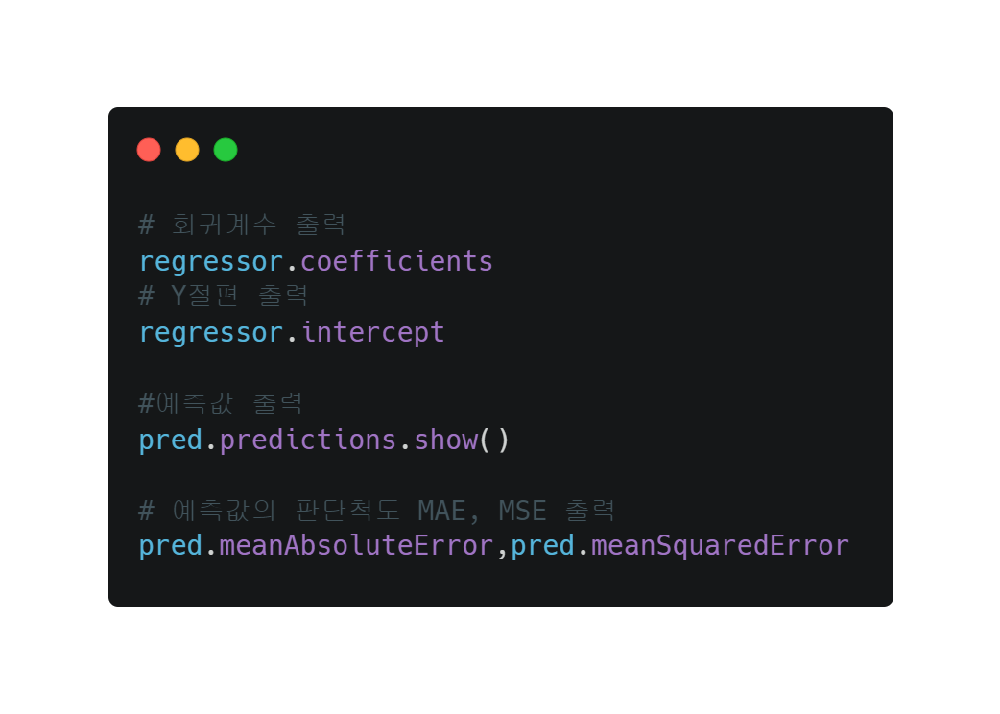 # 회귀계수 출력
regressor.coefficients
# Y절편 출력
regressor.intercept
#예측값 출력
pred.predictions.show()
# 예측값의 판단척도 MAE, MSE 출력
pred.meanAbsoluteError,pred.meanSquaredError